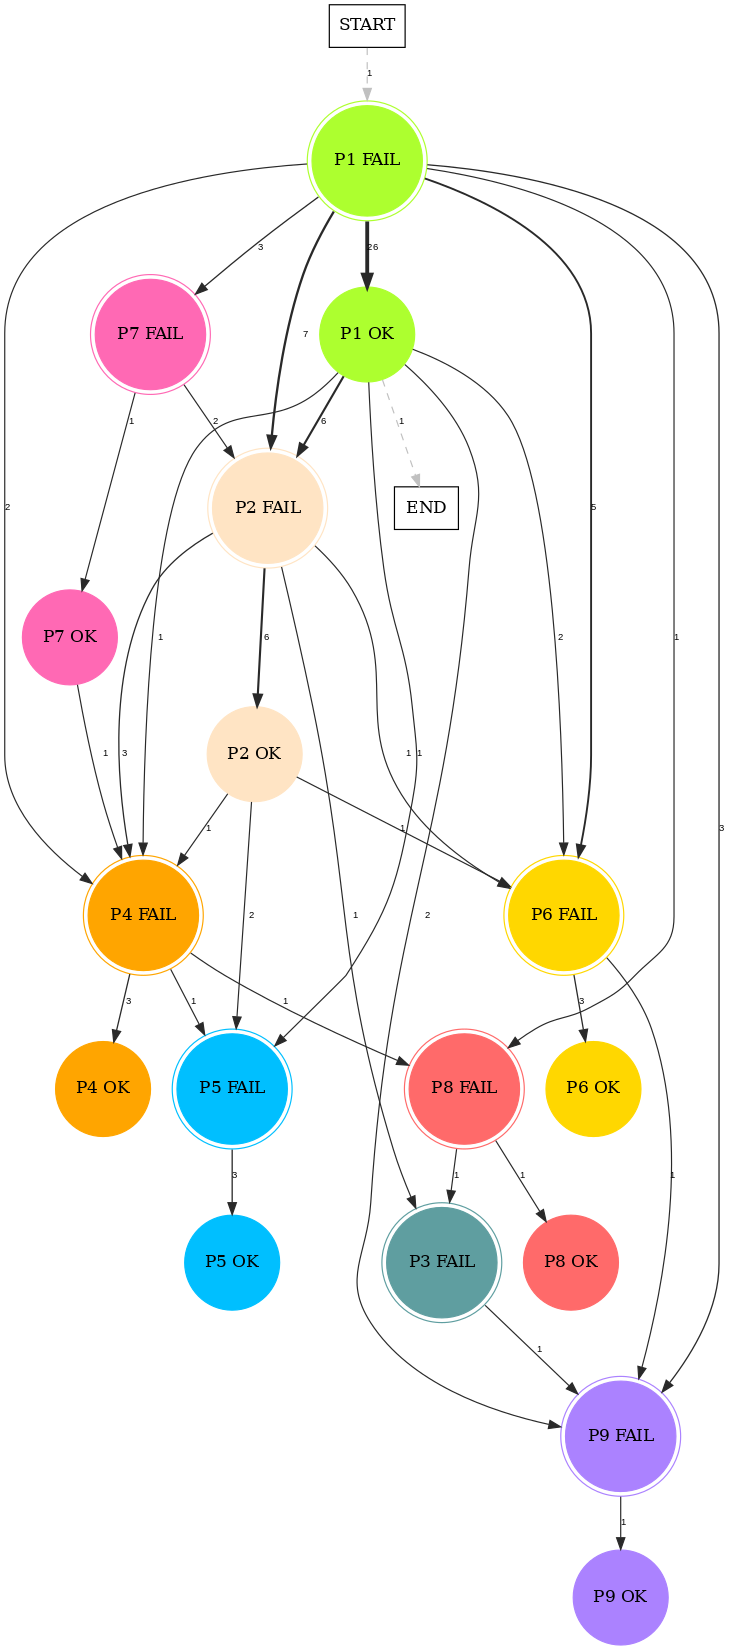 START
1
P1 FAIL
3
26
7
P7 FAIL
P1 OK
1
2
6
1
2
5
P2 FAIL
END
P7 OK
1
6
2
1
P2 OK
1
3
1
1
1
1
3
P4 FAIL
2
1
2
P6 FAIL
3
1
1
3
P4 OK
P5 FAIL
P8 FAIL
P6 OK
3
1
1
1
P5 OK
P3 FAIL
P8 OK
1
P9 FAIL
1
P9 OK